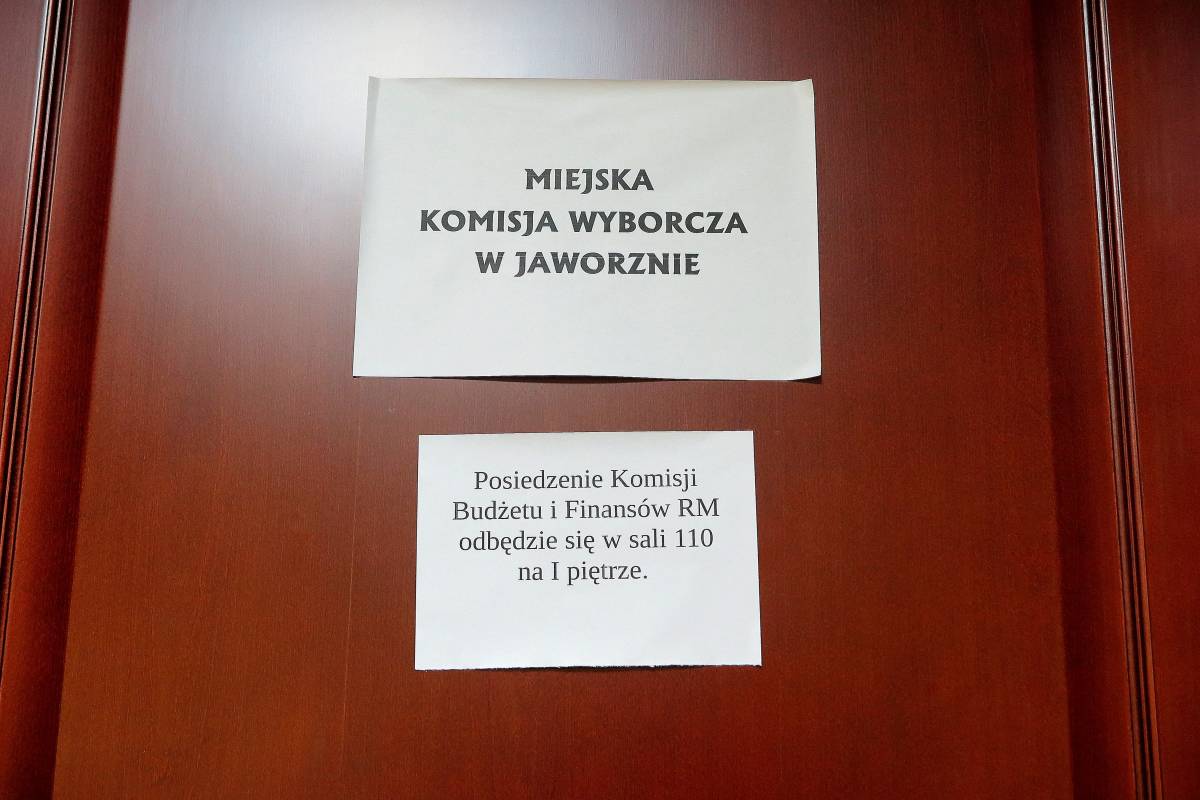 MIEJSKA
KOMISJA WYBORCZA
W JAWORZNIE
Posiedzenie Komisji
Budżetu i Finansów RM
odbędzie się w sali 110
na I piętrze.